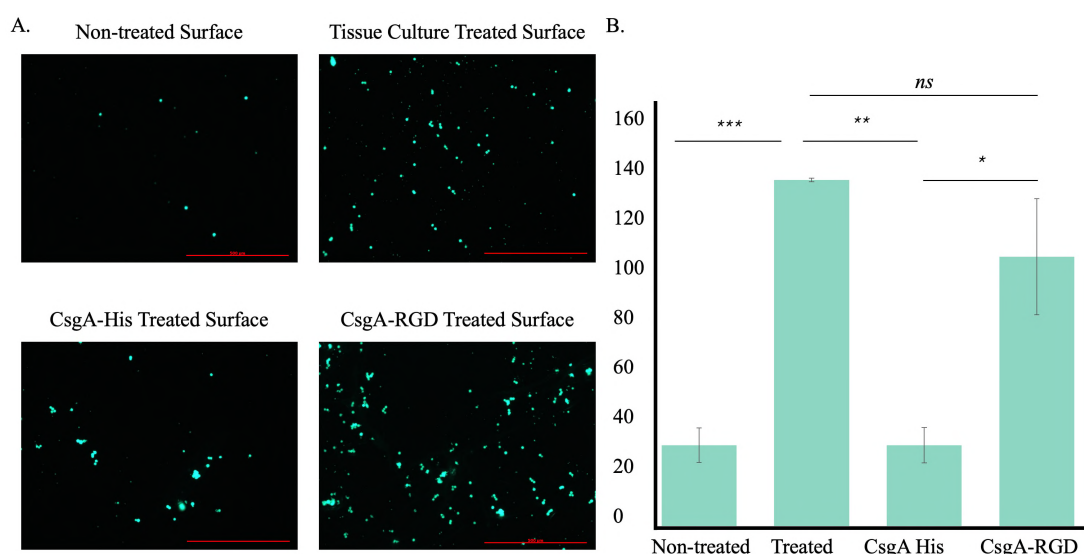 A.
Non-treated Surface
Tissue Culture Treated Surface
B.
CsgA-His Treated Surface
CsgA-RGD Treated Surface
ns
***
**
*
160
140
120
100
80
60
40
20
0
Non-treated
Treated
CsgA His
CsgA-RGD